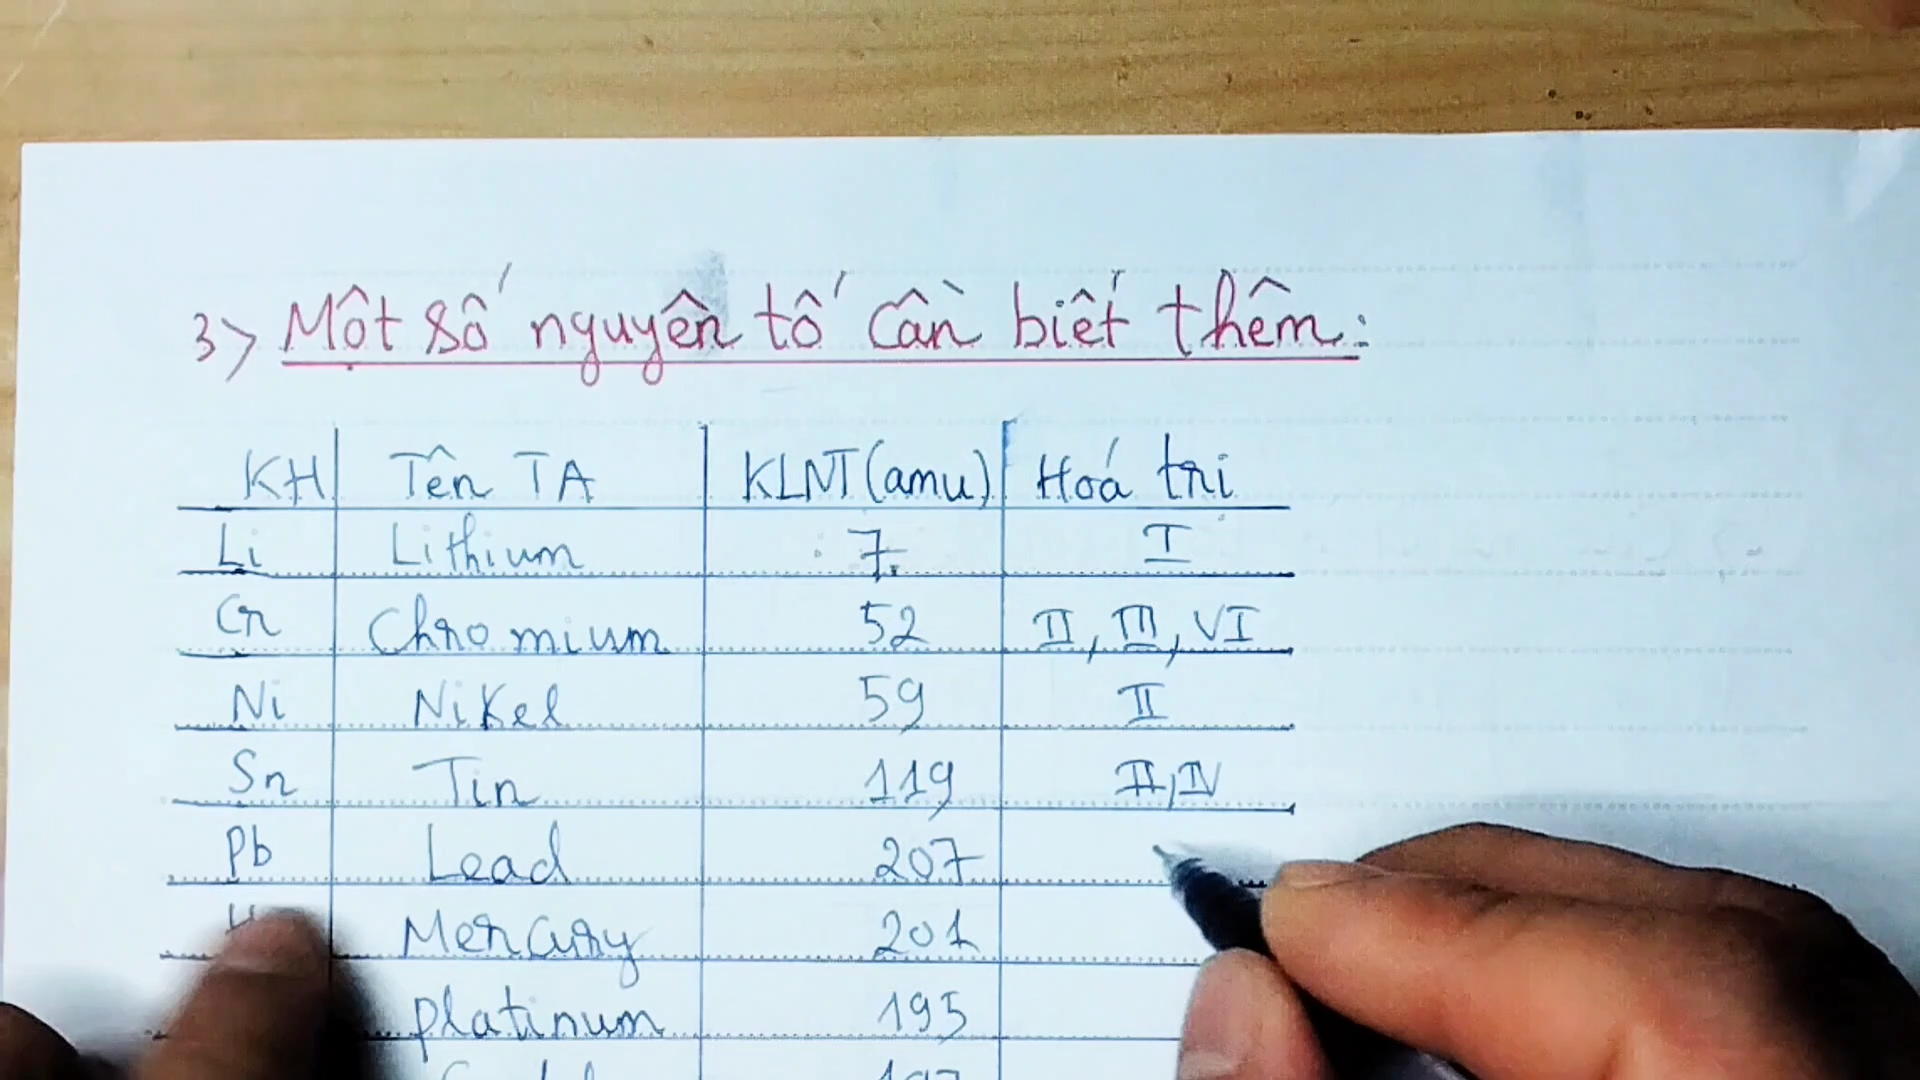 3> Một số nguyên tố cần biết thêm:
KH Tên TA KLNT(amu) Hoá trị
Li Lithium 7 I
Cr Chromium 52 II, III, VI
Ni Nikel 59 II
Sn Tin 119 II, IV
Pb Lead 207
Mercury 201
platinum 195
197